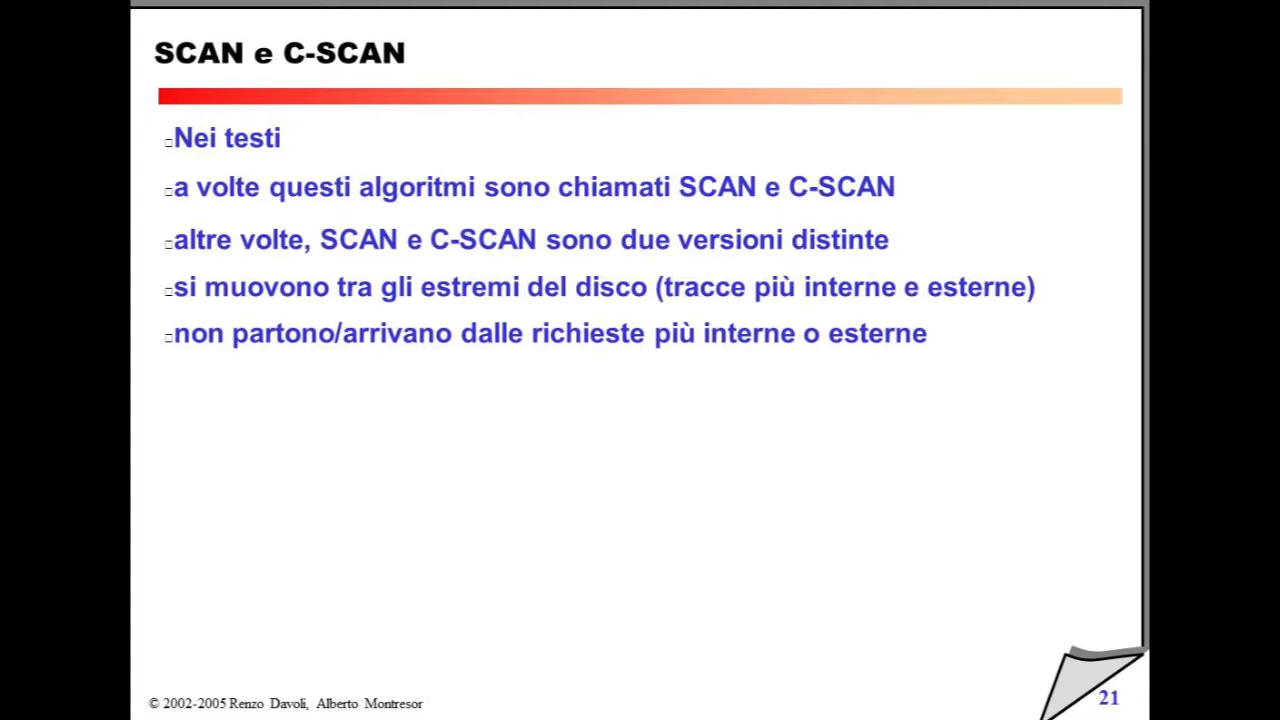 SCAN e C-SCAN
Nei testi
a volte questi algoritmi sono chiamati SCAN e C-SCAN
altre volte, SCAN e C-SCAN sono due versioni distinte
si muovono tra gli estremi del disco (tracce più interne e esterne)
non partono/arrivano dalle richieste più interne o esterne
© 2002-2005 Renzo Davoli, Alberto Montresor
21